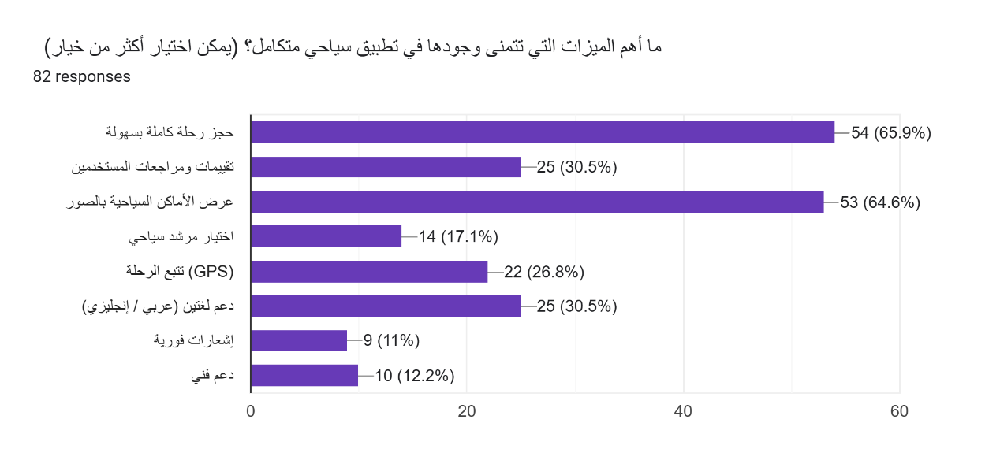 ما أهم الميزات التي تتمنى وجودها في تطبيق سياحي متكامل؟ (يمكن اختيار أكثر من خيار)
82 responses
حجز رحلة كاملة بسهولة
54 (65.9%)
تقييمات ومراجعات المستخدمين
25 (30.5%)
عرض الأماكن السياحية بالصور
53 (64.6%)
اختيار مرشد سياحي
14 (17.1%)
تتبع الرحلة (GPS)
22 (26.8%)
دعم لغتين (عربي / إنجليزي)
25 (30.5%)
إشعارات فورية
9 (11%)
دعم فني
10 (12.2%)
0 20 40 60